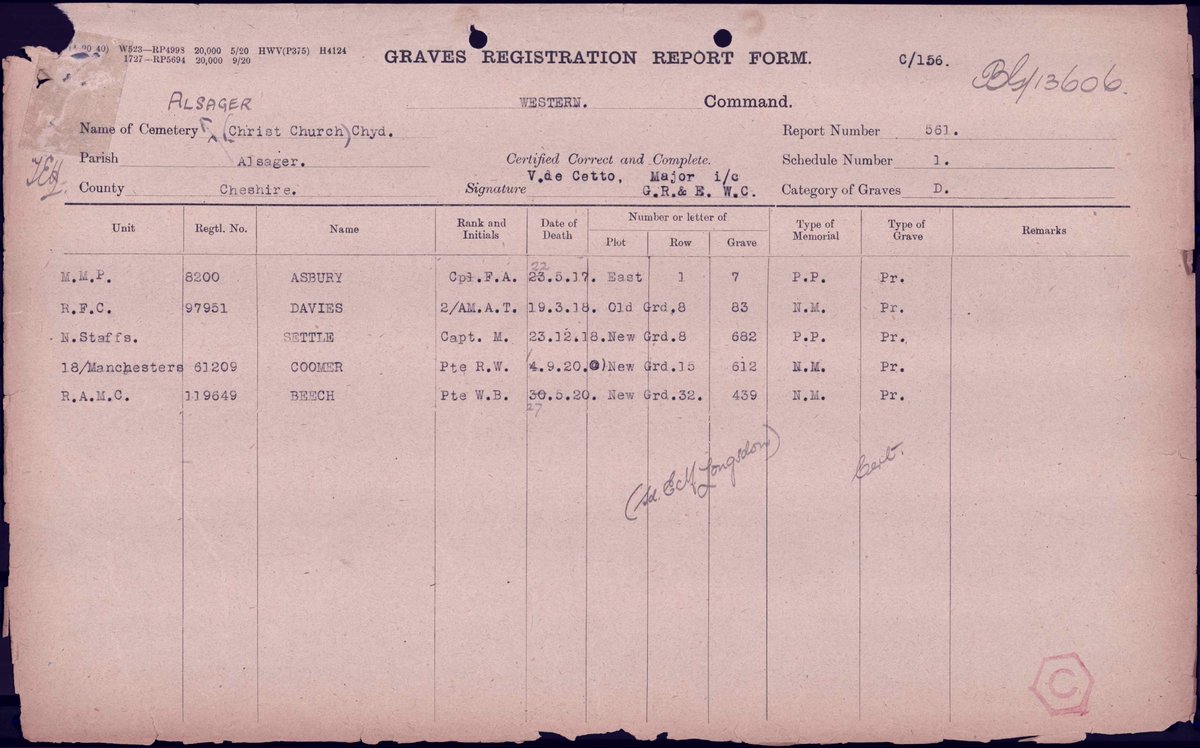 W523—RP4998 20,000 5/20 HWV(P375) H4124
1727—RP5694 20,000 9/20
GRAVES REGISTRATION REPORT FORM.
C/156.
13606.
ALSAGER
WESTERN. Command.
Name of Cemetery (Christ Church) Chyd.
Report Number 561.
Parish Alsager.
Certified Correct and Complete.
Schedule Number 1.
V.de Cetto, Major i/c
County Cheshire.
Signature G.R.& E. W.C.
Category of Graves D.
Unit Regtl. No. Name Rank and Initials Date of Death Number or letter of Plot Row Grave Type of Memorial Type of Grave Remarks
22
M.M.P. 8200 ASBURY Cpl.F.A. 23.5.17. East 1 7 P.P. Pr.
R.F.C. 97951 DAVIES 2/AM.A.T. 19.3.18. Old Grd.8 83 N.M. Pr.
N.Staffs. SETTLE Capt. M. 23.12.18. New Grd.8 682 P.P. Pr.
18/Manchesters 61209 COOMER Pte R.W. 4.9.20. New Grd.15 612 N.M. Pr.
R.A.M.C. 119649 BEECH Pte W.B. 30.5.20. New Grd.32. 439 N.M. Pr.
27
(sd. E M Longsdon)
Cert.
C